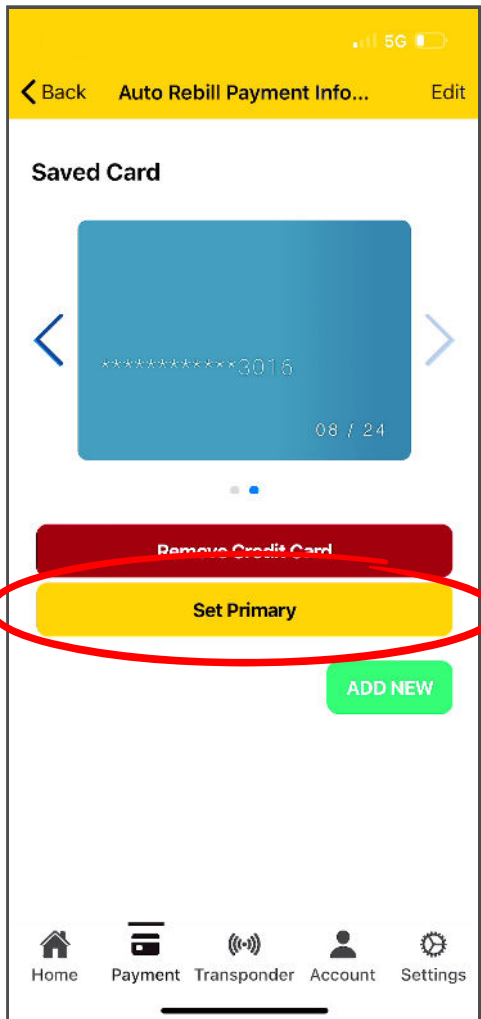 5G
Back Auto Rebill Payment Info... Edit
Saved Card
************3016
08 / 24
Remove Credit Card
Set Primary
ADD NEW
Home Payment Transponder Account Settings